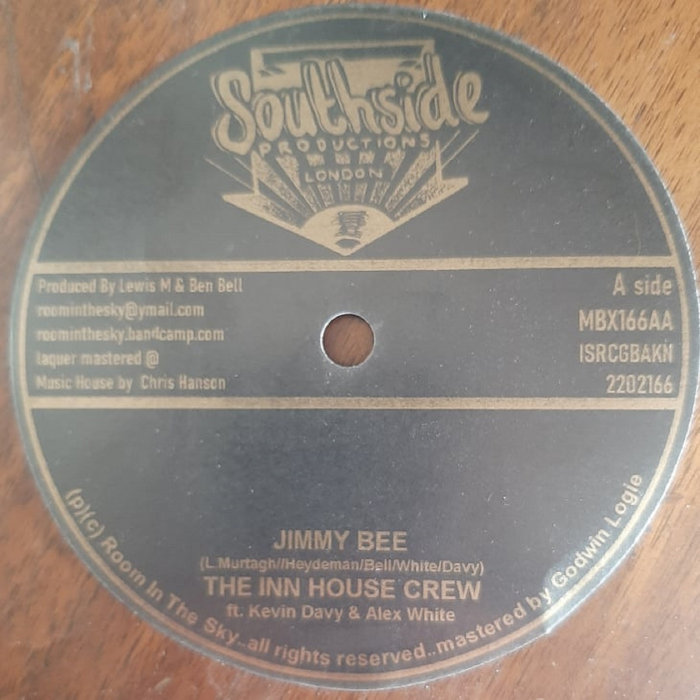 Southside
PRODUCTIONS
LONDON
Produced By Lewis M & Ben Bell
roominthesky@ymail.com
roominthesky.bandcamp.com
laquer mastered @
Music House by Chris Hanson
A side
MBX166AA
ISRCGBAKN
2202166
JIMMY BEE
(L.Murtagh//Heydeman/Bell/White/Davy)
THE INN HOUSE CREW
ft. Kevin Davy & Alex White
(p)(c) Room In The Sky..all rights reserved..mastered by Godwin Logie